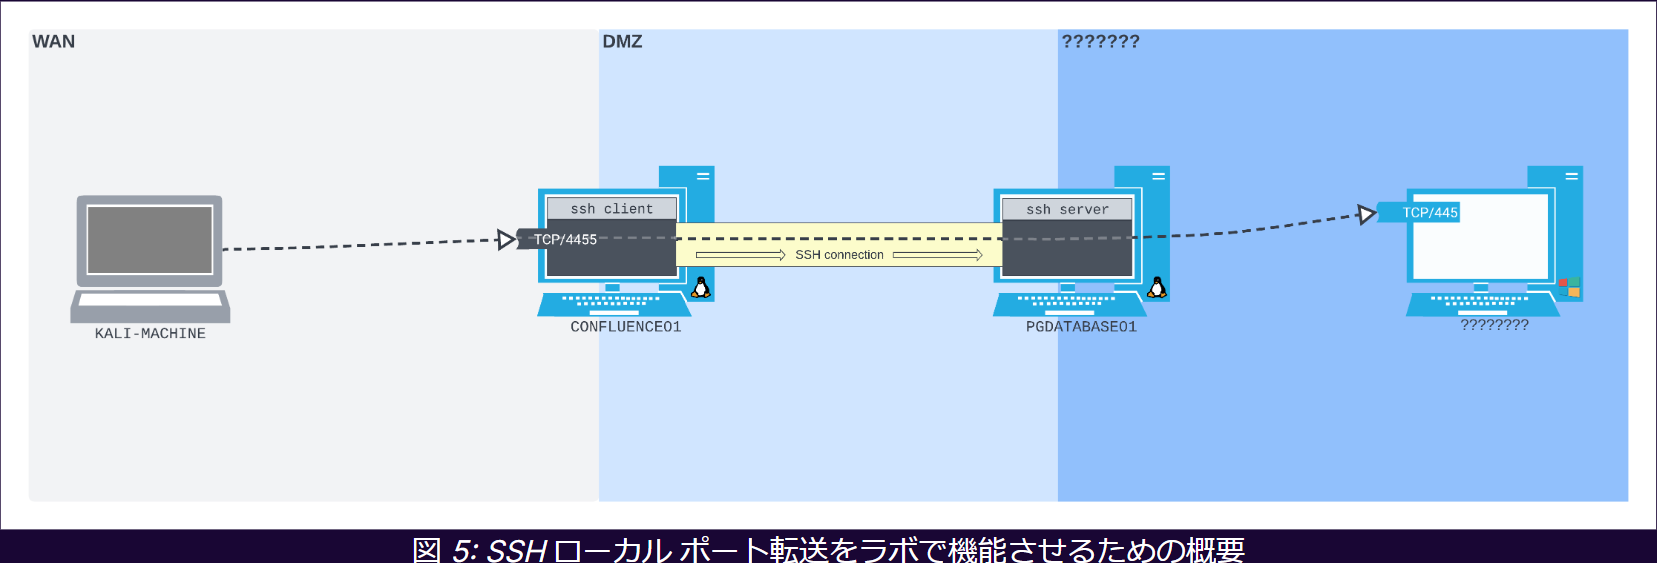 WAN
DMZ
???????
ssh client
TCP/4455
SSH connection
ssh server
TCP/445
KALI-MACHINE
CONFLUENCE01
PGDATABASE01
????????
図 5: SSH ローカル ポート転送をラボで機能させるための概要